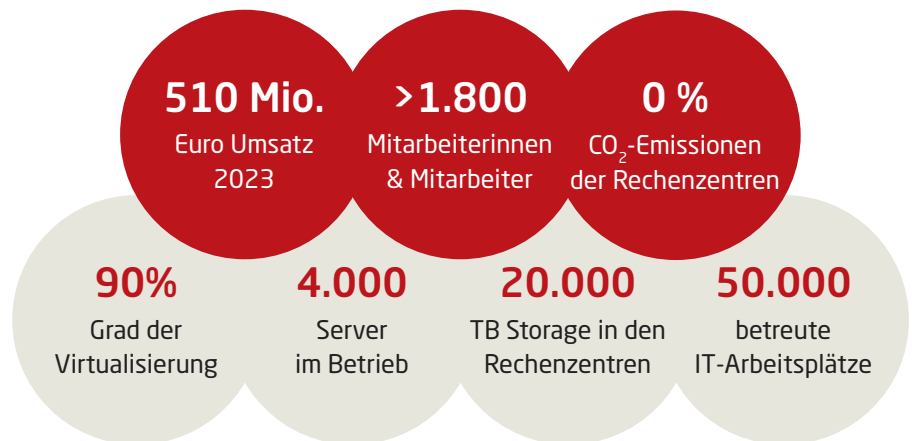 510 Mio.
Euro Umsatz
2023
>1.800
Mitarbeiterinnen
& Mitarbeiter
0 %
CO₂-Emissionen
der Rechenzentren
90%
Grad der
Virtualisierung
4.000
Server
im Betrieb
20.000
TB Storage in den
Rechenzentren
50.000
betreute
IT-Arbeitsplätze